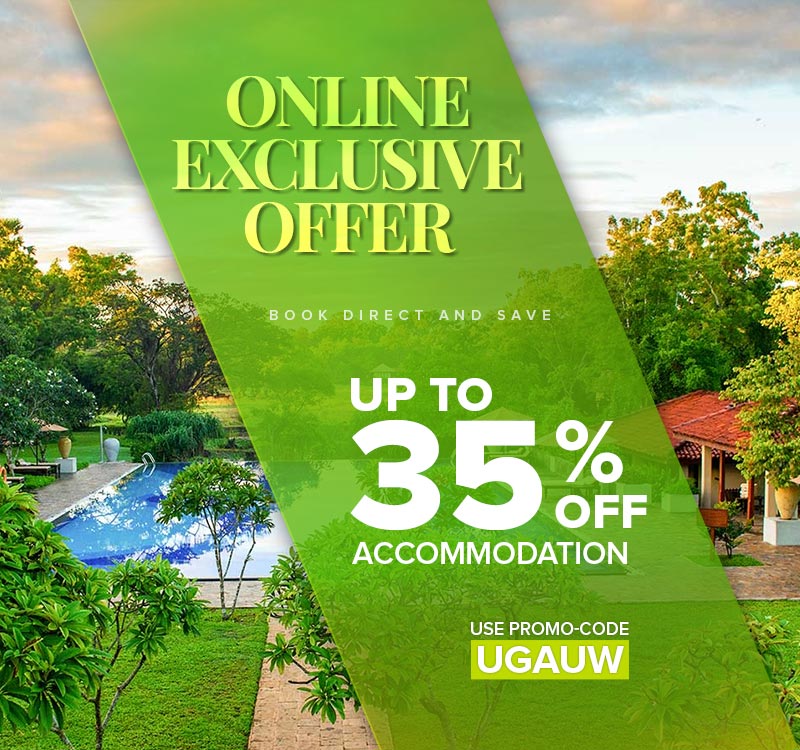 ONLINE
EXCLUSIVE
OFFER
BOOK DIRECT AND SAVE
UP TO
35% OFF
ACCOMMODATION
USE PROMO-CODE
UGAUW